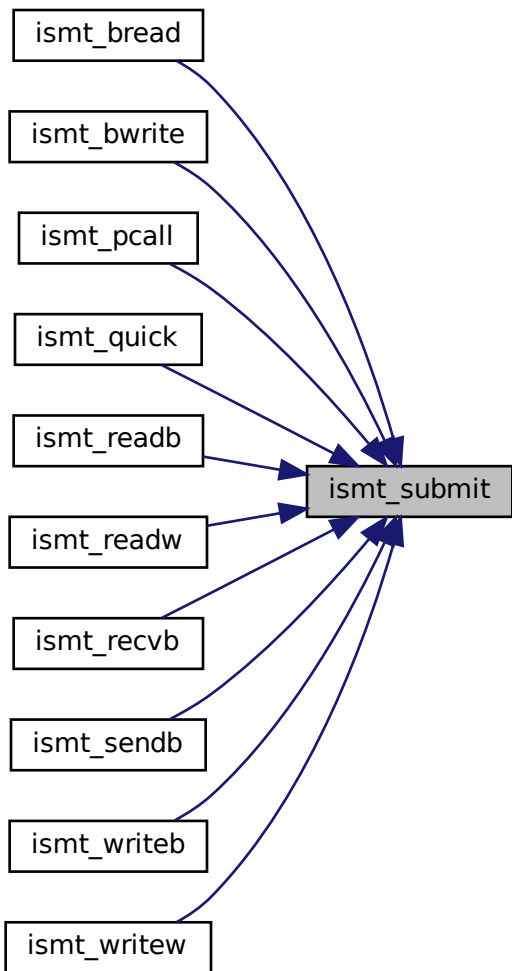 ismt_bread
ismt_bwrite
ismt_pcall
ismt_quick
ismt_readb
ismt_submit
ismt_readw
ismt_recvb
ismt_sendb
ismt_writeb
ismt_writew